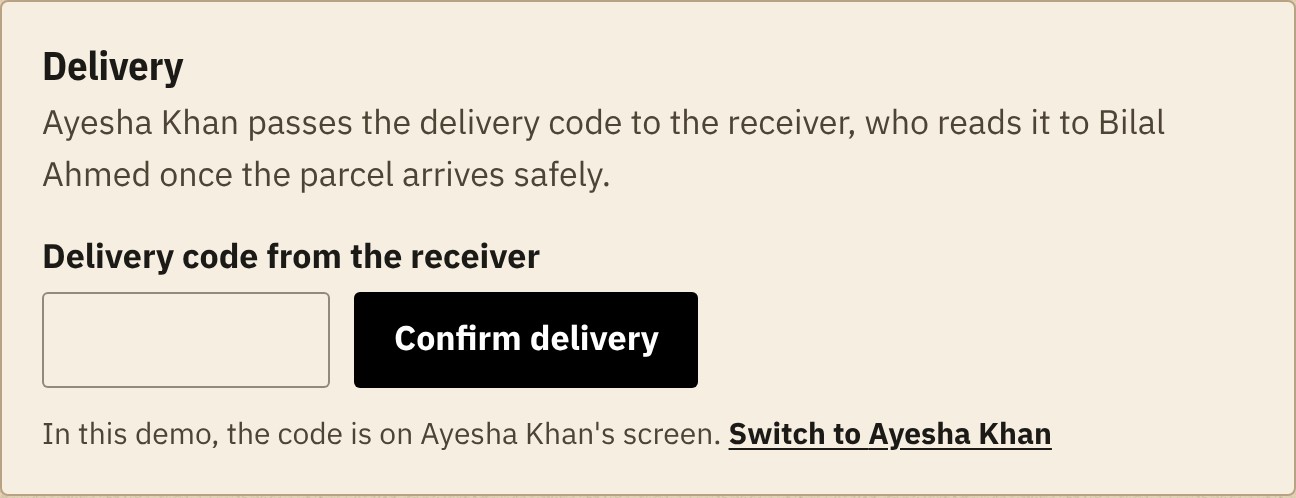 Delivery
Ayesha Khan passes the delivery code to the receiver, who reads it to Bilal
Ahmed once the parcel arrives safely.
Delivery code from the receiver
Confirm delivery
In this demo, the code is on Ayesha Khan's screen. Switch to Ayesha Khan